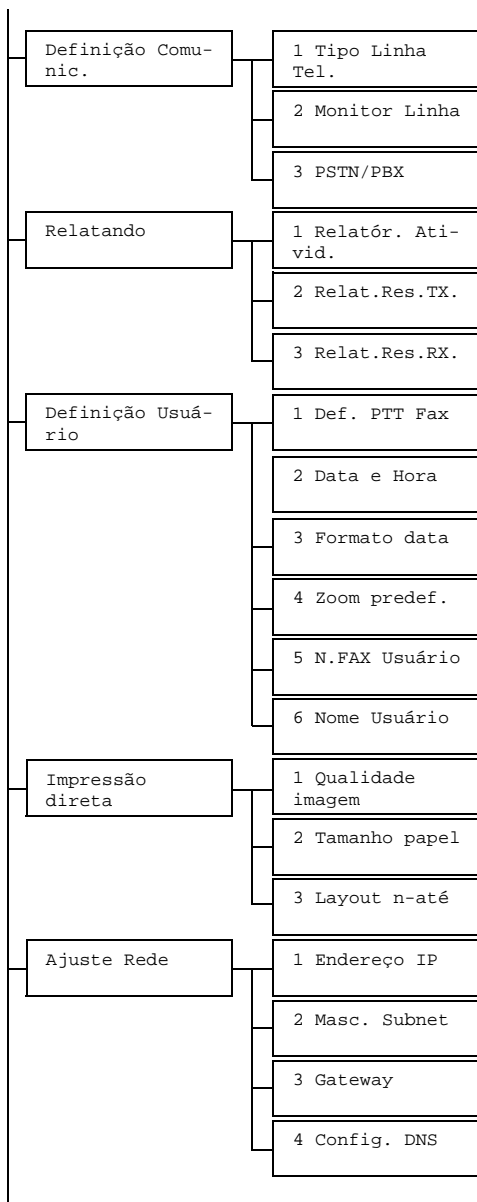 Definição Comu-
nic.
1 Tipo Linha
Tel.
2 Monitor Linha
3 PSTN/PBX
Relatando
1 Relatór. Ati-
vid.
2 Relat.Res.TX.
3 Relat.Res.RX.
Definição Usuá-
rio
1 Def. PTT Fax
2 Data e Hora
3 Formato data
4 Zoom predef.
5 N.FAX Usuário
6 Nome Usuário
Impressão
direta
1 Qualidade
imagem
2 Tamanho papel
3 Layout n-até
Ajuste Rede
1 Endereço IP
2 Masc. Subnet
3 Gateway
4 Config. DNS